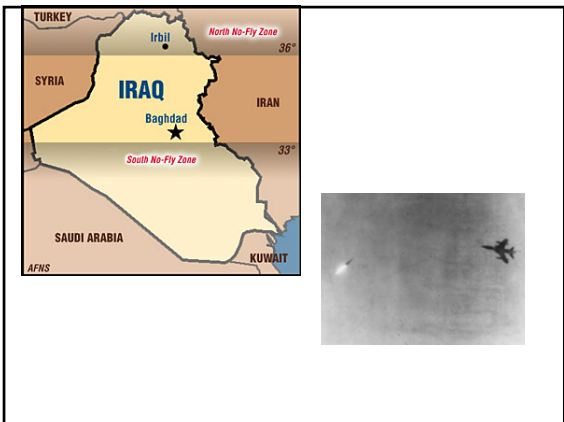 TURKEY
North No-Fly Zone
Irbil
36°
SYRIA
IRAQ
IRAN
Baghdad
33°
South No-Fly Zone
SAUDI ARABIA
KUWAIT
AFNS